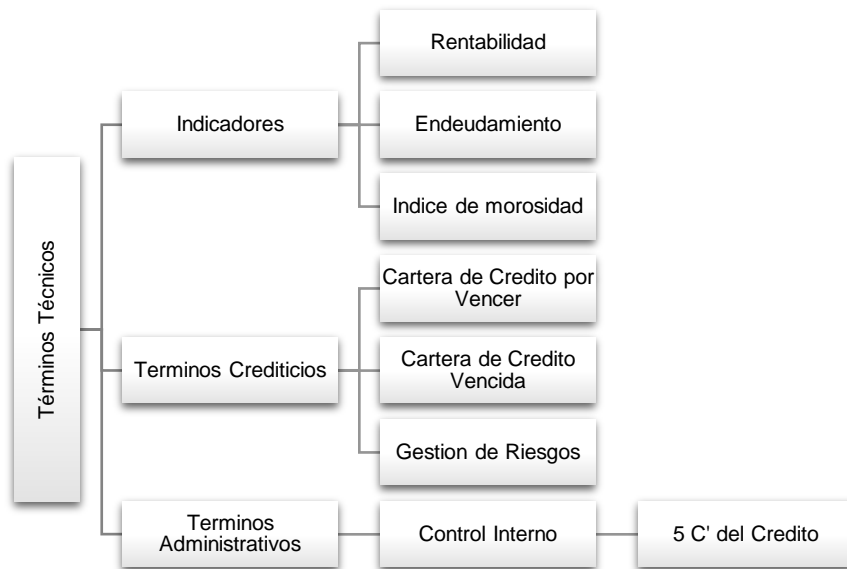 Términos Técnicos
Indicadores
Rentabilidad
Endeudamiento
Indice de morosidad
Terminos Crediticios
Cartera de Credito por
Vencer
Cartera de Credito
Vencida
Gestion de Riesgos
Terminos
Administrativos
Control Interno
5 C' del Credito